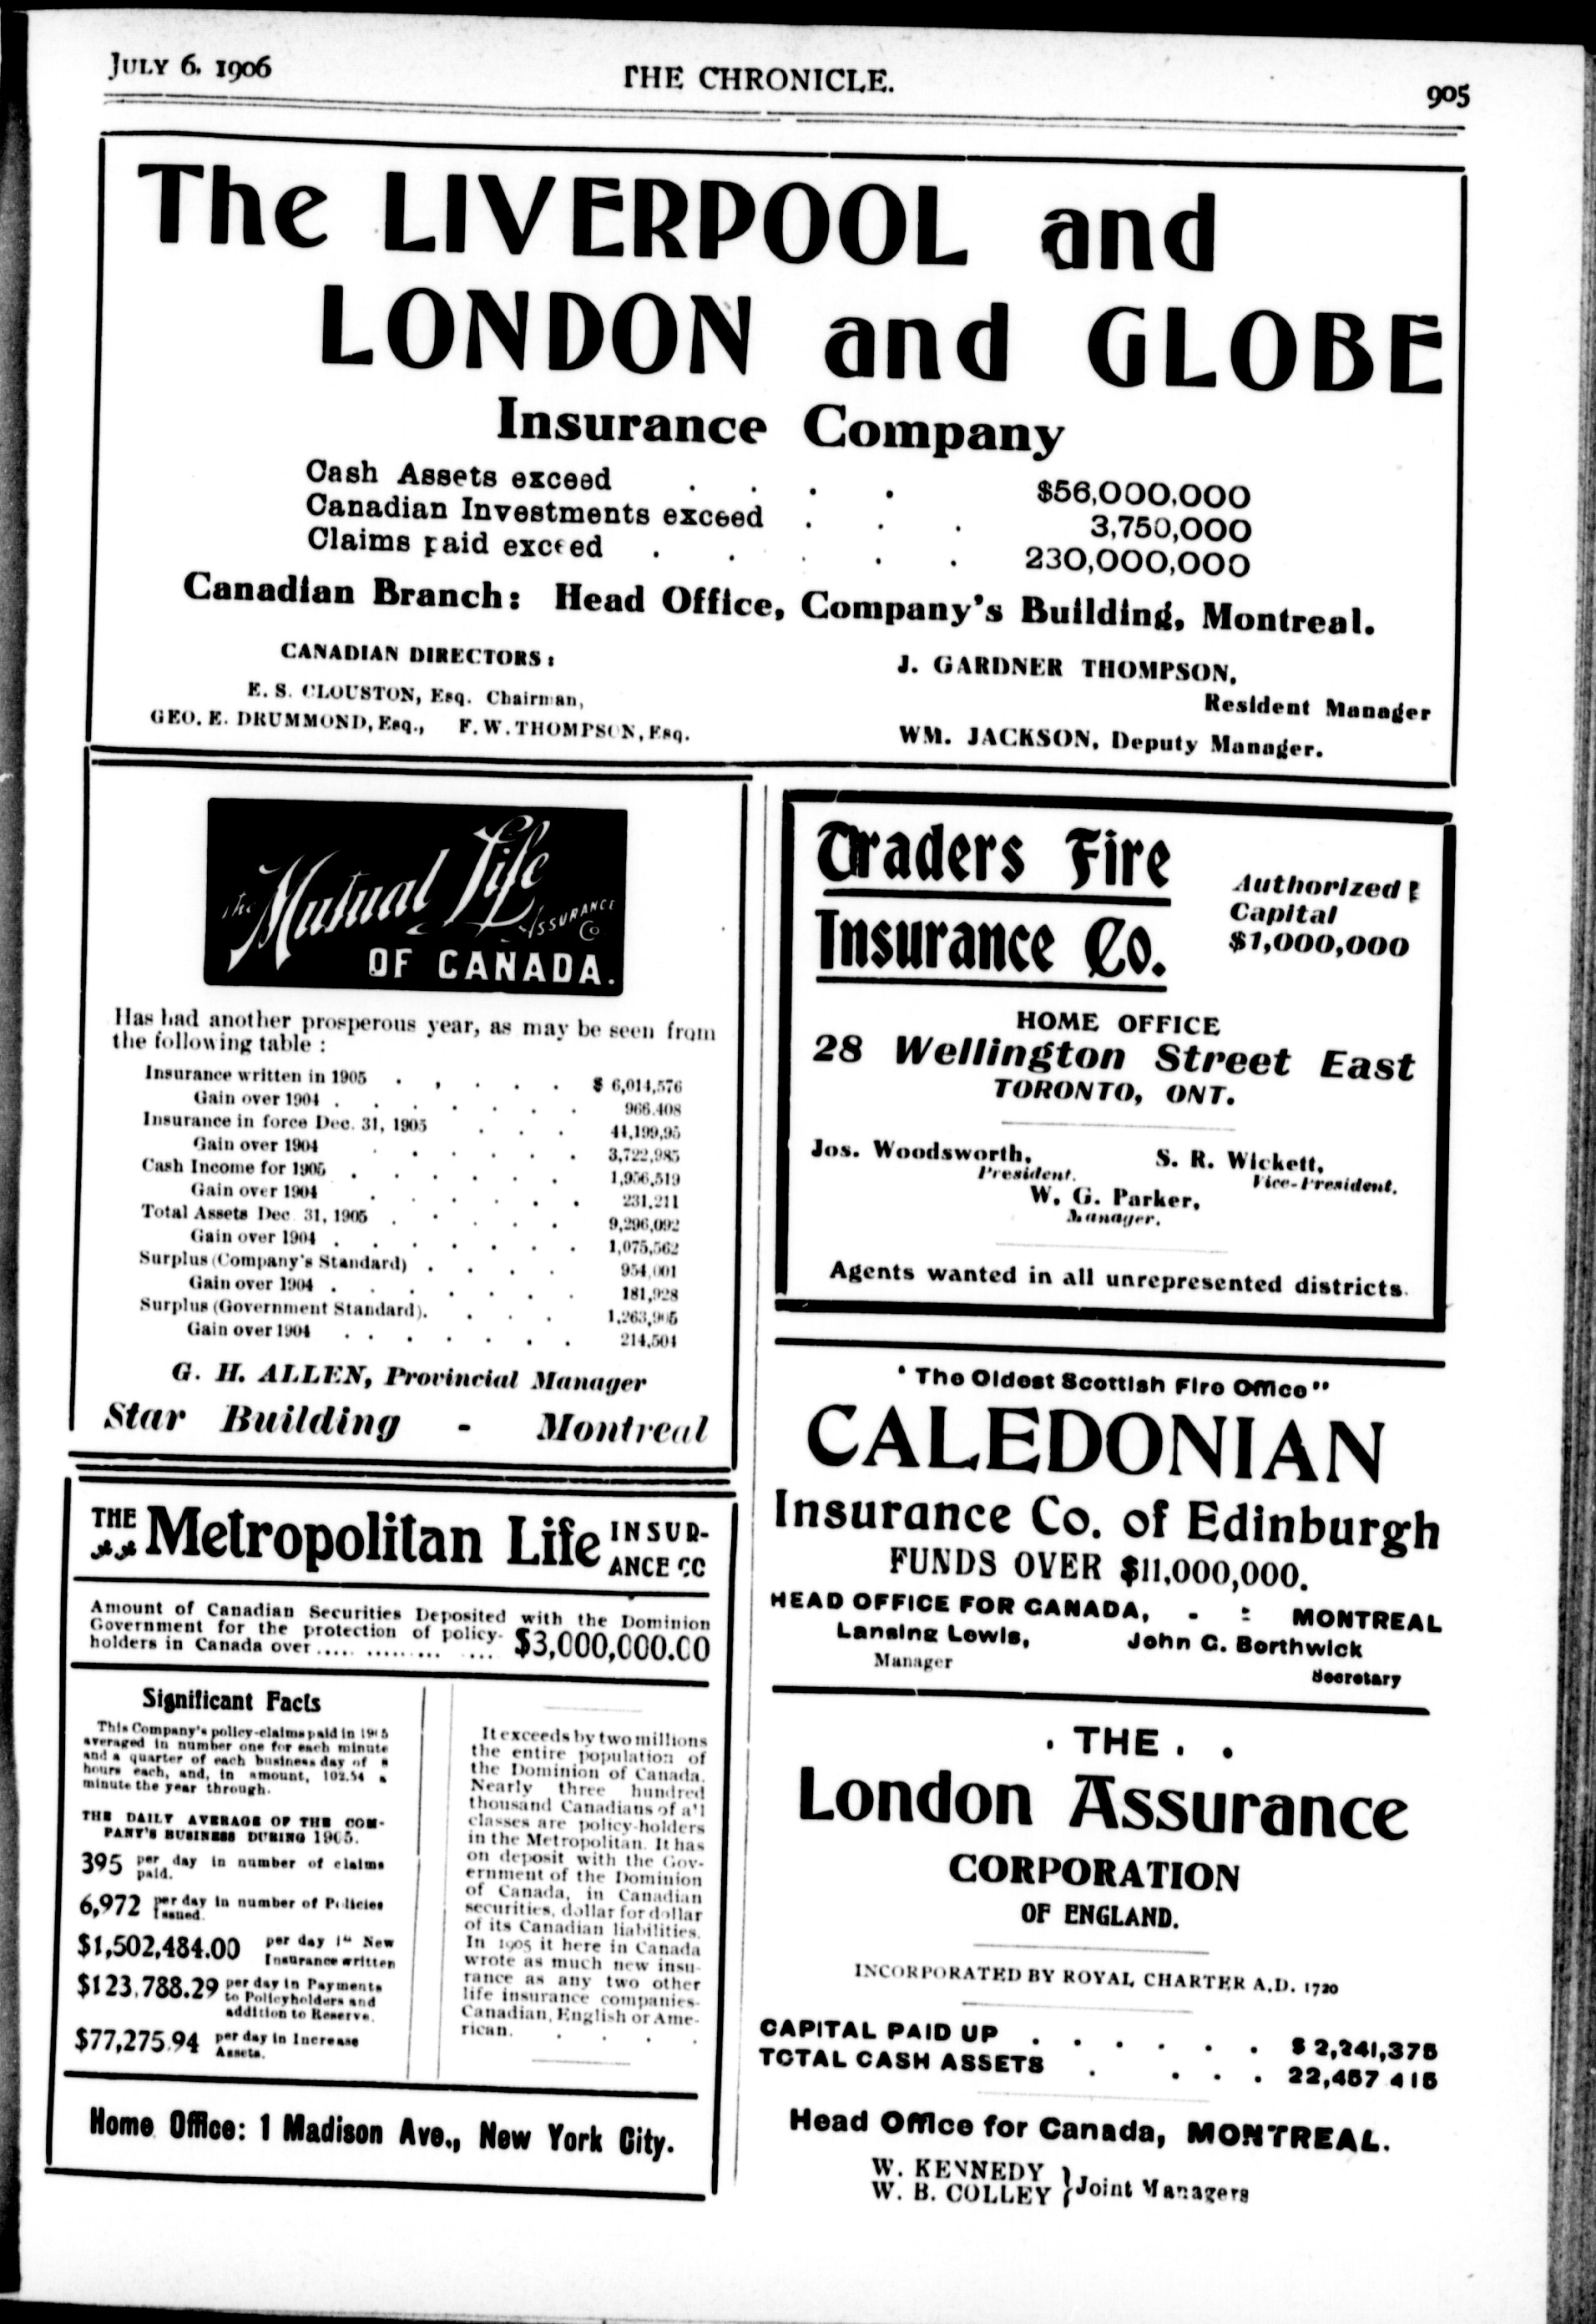 JULY 6, 1906
THE CHRONICLE.
905
The LIVERPOOL and
LONDON and GLOBE
Insurance Company
Cash Assets exceed . . . . $56,000,000
Canadian Investments exceed . . . 3,750,000
Claims paid exceed . . . . . 230,000,000
Canadian Branch: Head Office, Company's Building, Montreal.
CANADIAN DIRECTORS:
E. S. CLOUSTON, Esq. Chairman,
GEO. E. DRUMMOND, Esq., F. W. THOMPSON, Esq.
J. GARDNER THOMPSON,
Resident Manager
WM. JACKSON, Deputy Manager.
The Mutual Life
ASSURANCE
Co
OF CANADA.
Has had another prosperous year, as may be seen from
the following table :
Insurance written in 1905 . . . . . $ 6,014,576
Gain over 1904 . . . . . . . 966.408
Insurance in force Dec. 31, 1905 . . . 44,199,95
Gain over 1904 . . . . . . 3,722,985
Cash Income for 1905 . . . . . . 1,956,519
Gain over 1904 . . . . . . 231,211
Total Assets Dec 31, 1905 . . . . . 9,296,092
Gain over 1904 . . . . . . . 1,075,562
Surplus (Company's Standard) . . . . 954,001
Gain over 1904 . . . . . . 181,928
Surplus (Government Standard). . . . 1,263,905
Gain over 1904 . . . . . . . 214,504
G. H. ALLEN, Provincial Manager
Star Building - Montreal
THE Metropolitan Life INSUR-
ANCE CO
Amount of Canadian Securities Deposited with the Dominion
Government for the protection of policy-
holders in Canada over ..... $3,000,000.00
Significant Facts
This Company's policy-claims paid in 1905
averaged in number one for each minute
and a quarter of each business day of 8
hours each, and, in amount, 102.54 a
minute the year through.
THE DAILY AVERAGE OF THE COM-
PANY'S BUSINESS DURING 1905.
395 per day in number of claims
paid.
6,972 per day in number of Policies
Issued.
$1,502,484.00 per day in New
Insurance written
$123,788.29 per day in Payments
to Policyholders and
addition to Reserve.
$77,275.94 per day in Increase
Assets.
It exceeds by two millions
the entire population of
the Dominion of Canada.
Nearly three hundred
thousand Canadians of all
classes are policy-holders
in the Metropolitan. It has
on deposit with the Gov-
ernment of the Dominion
of Canada, in Canadian
securities, dollar for dollar
of its Canadian liabilities.
In 1905 it here in Canada
wrote as much new insu-
rance as any two other
life insurance companies-
Canadian, English or Ame-
rican. . . . .
Home Office: 1 Madison Ave., New York City.
Traders Fire
Insurance Co.
Authorized
Capital
$1,000,000
HOME OFFICE
28 Wellington Street East
TORONTO, ONT.
Jos. Woodsworth,
President.
S. R. Wickett,
Vice-President.
W. G. Parker,
Manager.
Agents wanted in all unrepresented districts.
‘ The Oldest Scottish Fire Office”
CALEDONIAN
Insurance Co. of Edinburgh
FUNDS OVER $11,000,000.
HEAD OFFICE FOR CANADA, - : MONTREAL
Lansing Lewis,
Manager
John G. Borthwick
Secretary
. THE . .
London Assurance
CORPORATION
OF ENGLAND.
INCORPORATED BY ROYAL CHARTER A.D. 1720
CAPITAL PAID UP . . . . . . $ 2,241,375
TOTAL CASH ASSETS . . . . 22,457 415
Head Office for Canada, MONTREAL.
W. KENNEDY
W. B. COLLEY } Joint Managers